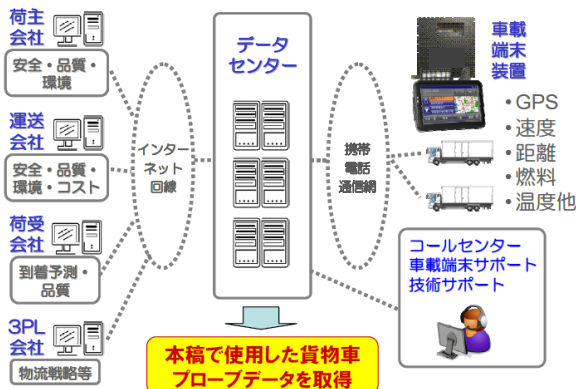 荷主
会社
安全・品質・
環境
運送
会社
安全・品質・
環境・コスト
荷受
会社
到着予測・
品質
3PL
会社
物流戦略等
インター
ネット
回線
データ
センター
携帯
電話
通信網
車載
端末
装置
・GPS
・速度
・距離
・燃料
・温度他
コールセンター
車載端末サポート
技術サポート
本稿で使用した貨物車
プローブデータを取得